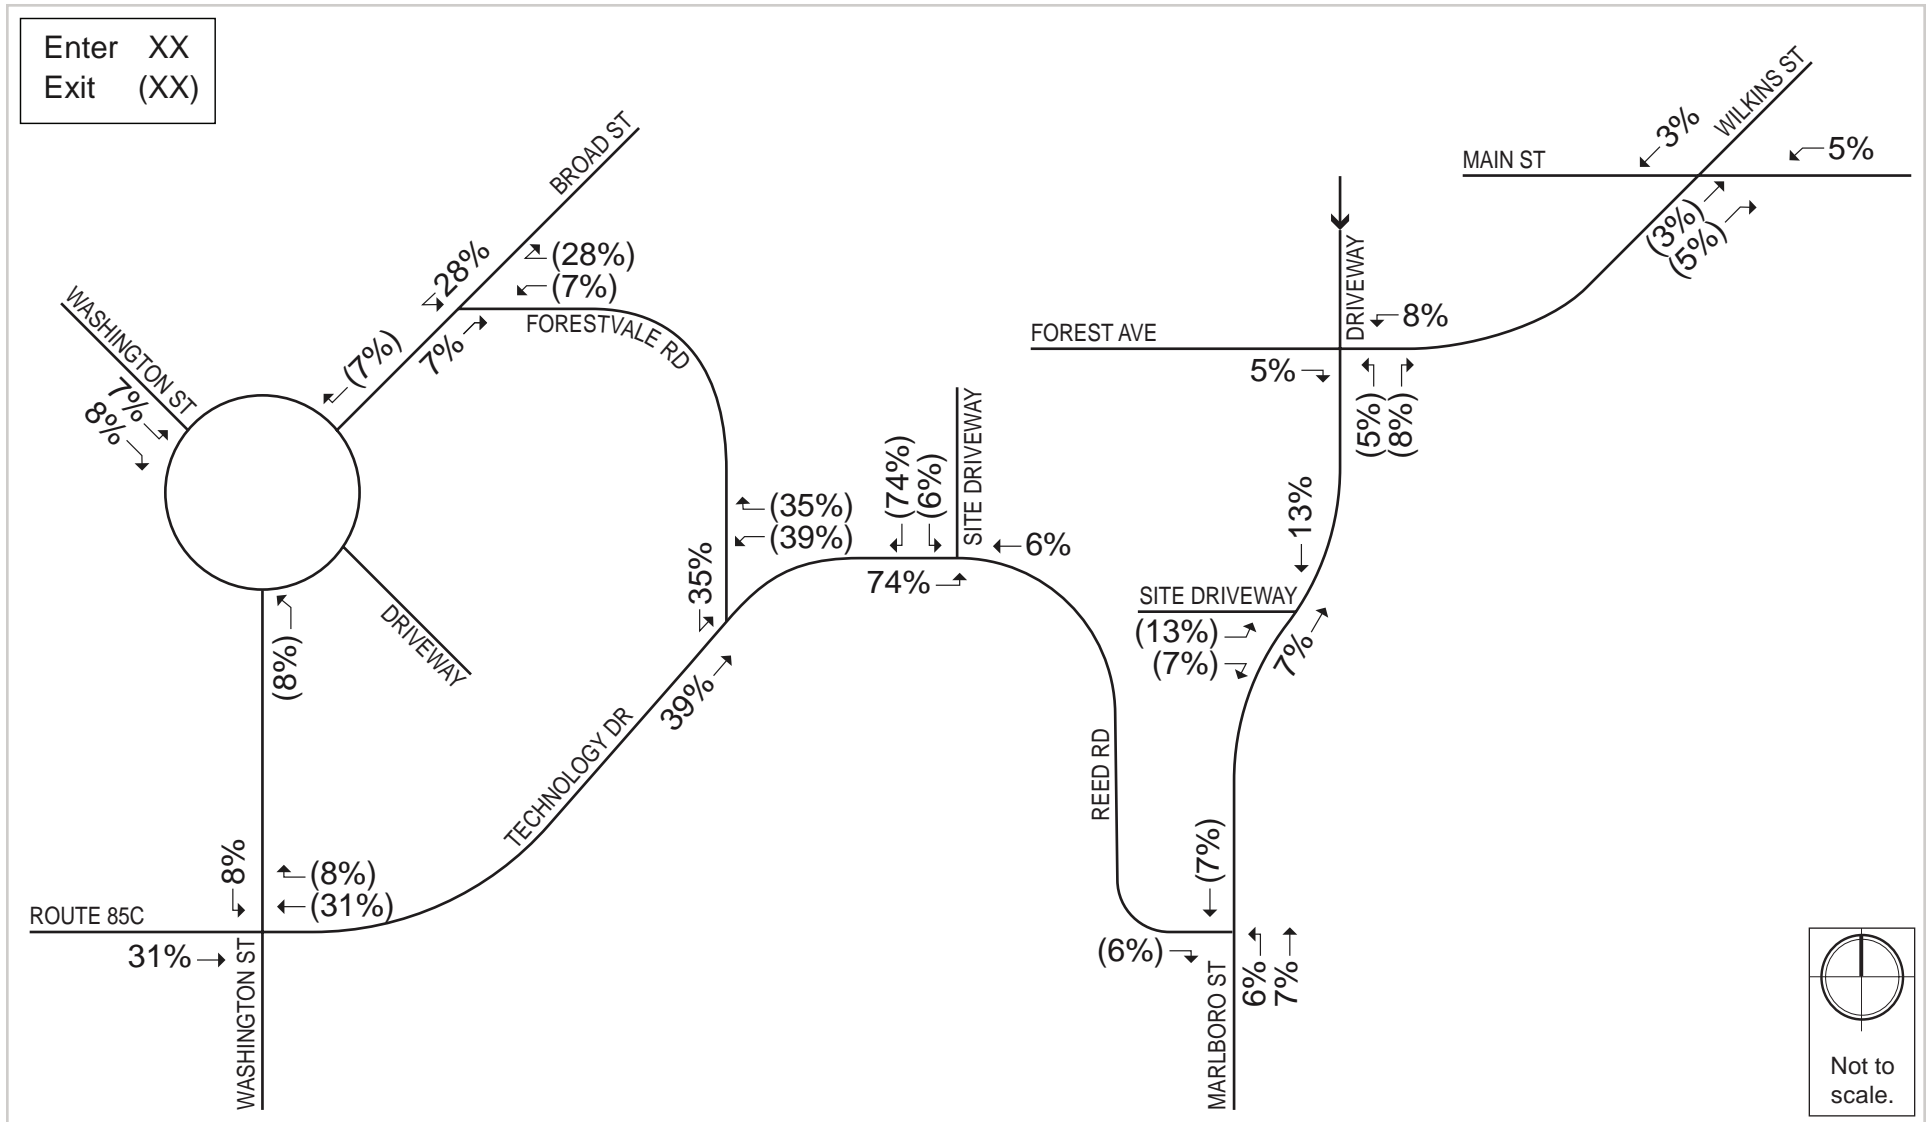 Enter XX
Exit (XX)
BROAD ST
WILKINS ST
MAIN ST
3%
5%
(3%)
(5%)
28%
(28%)
(7%)
FORESTVALE RD
7%
(7%)
WASHINGTON ST
7%
8%
DRIVEWAY
FOREST AVE
8%
5%
(5%)
(8%)
DRIVEWAY
(8%)
(35%)
(39%)
35%
39%
TECHNOLOGY DR
(74%)
(6%)
SITE DRIVEWAY
6%
74%
13%
SITE DRIVEWAY
(13%)
(7%)
7%
REED RD
8%
(8%)
(31%)
ROUTE 85C
31%
WASHINGTON ST
(7%)
(6%)
6%
7%
MARLBORO ST
Not to
scale.